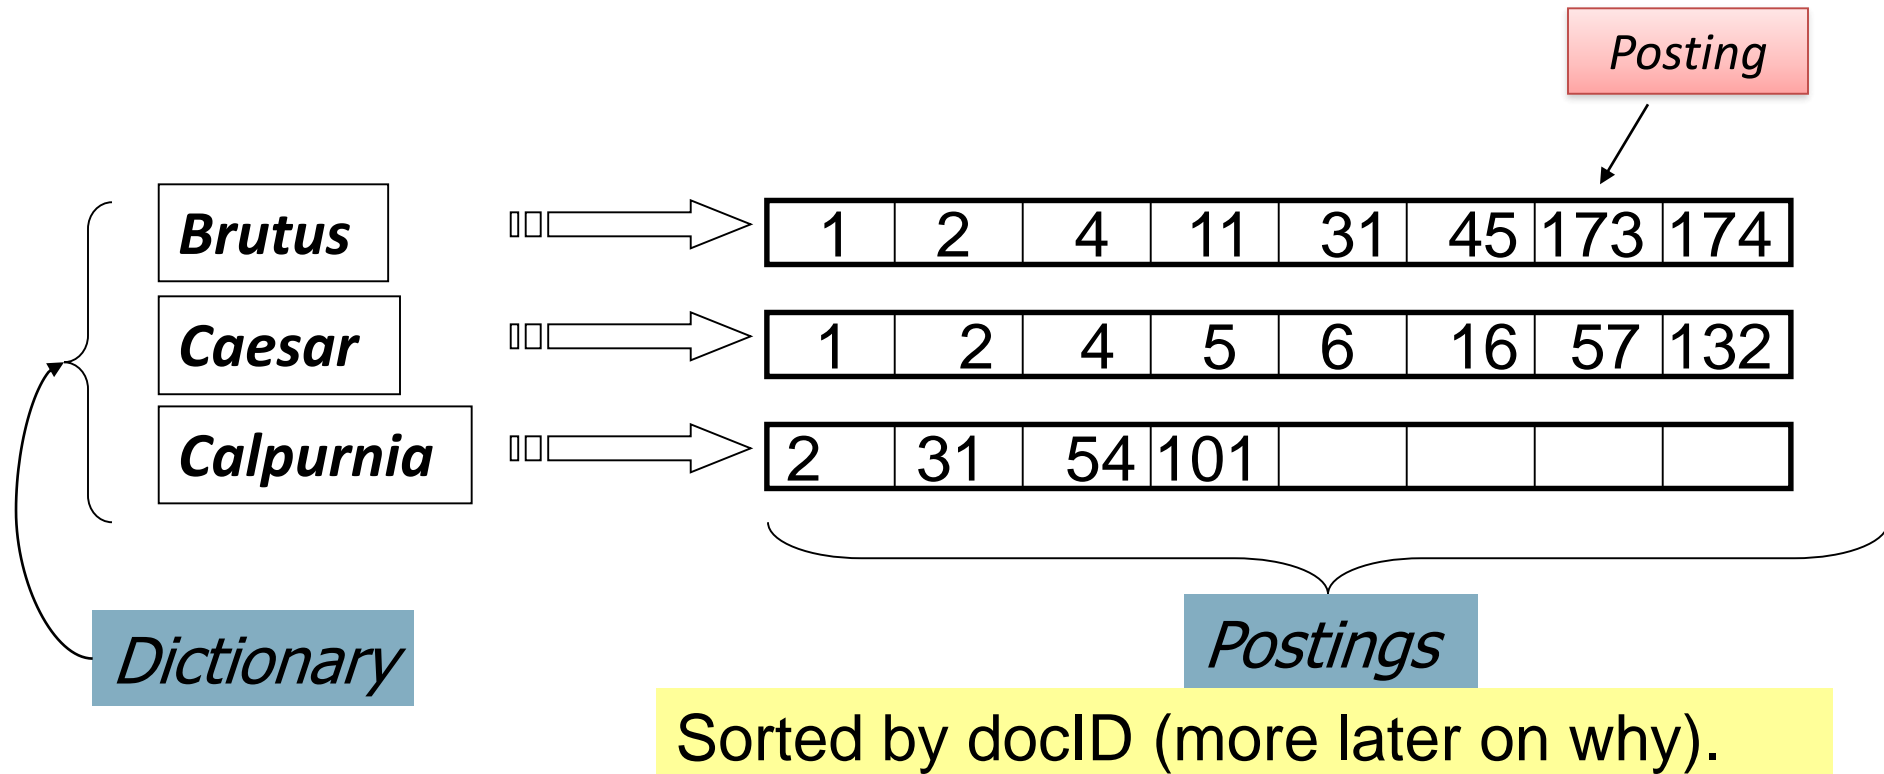 Posting
Brutus 1 2 4 11 31 45 173 174
Caesar 1 2 4 5 6 16 57 132
Calpurnia 2 31 54 101
Dictionary
Postings
Sorted by docID (more later on why).